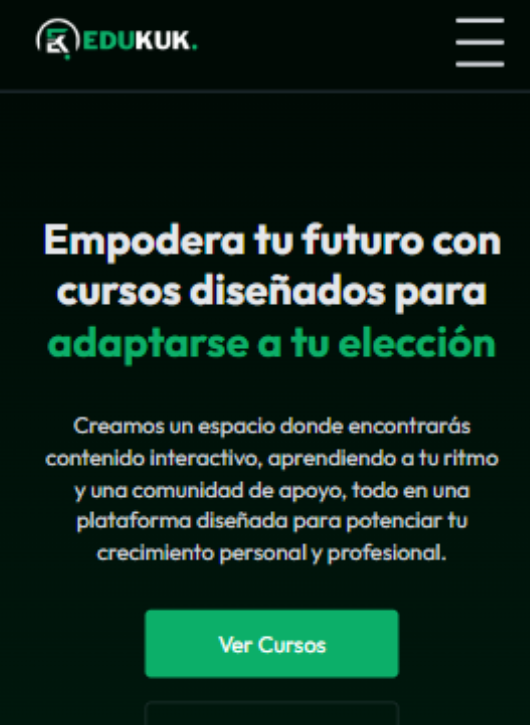 EDUKUK.
Empodera tu futuro con
cursos diseñados para
adaptarse a tu elección
Creamos un espacio donde encontrarás
contenido interactivo, aprendiendo a tu ritmo
y una comunidad de apoyo, todo en una
plataforma diseñada para potenciar tu
crecimiento personal y profesional.
Ver Cursos